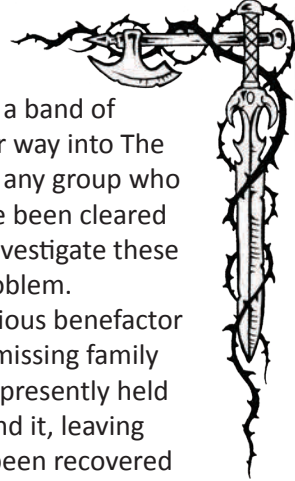 a band of
r way into The
any group who
e been cleared
vestigate these
oblem.
ious benefactor
missing family
presently held
nd it, leaving
been recovered